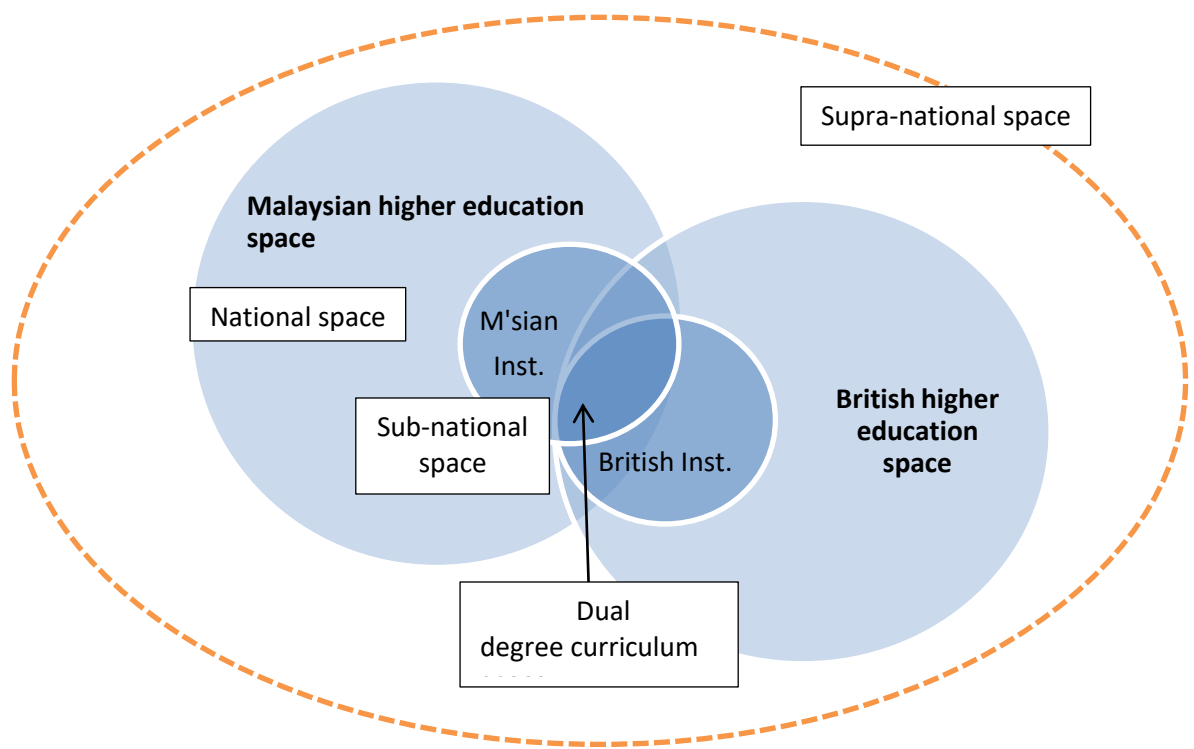 Supra-national space
Malaysian higher education
space
National space
M'sian
Inst.
British higher
education
space
Sub-national
space
British Inst.
Dual
degree curriculum